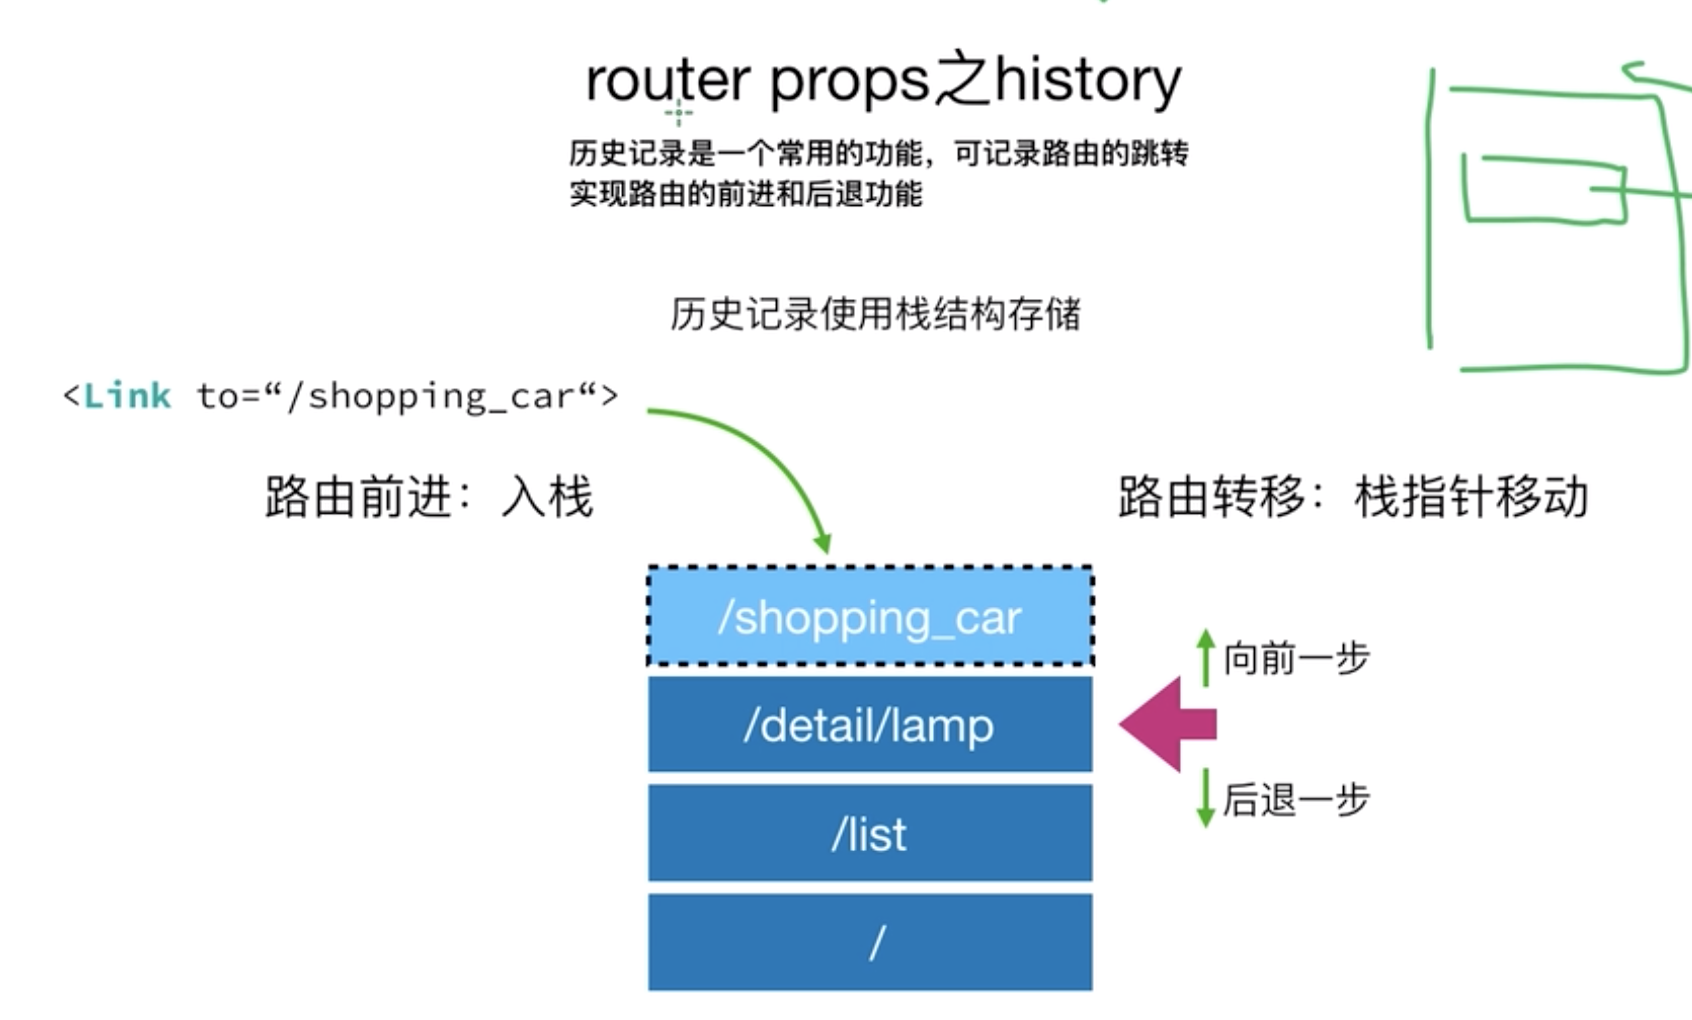 router props之history
历史记录是一个常用的功能，可记录路由的跳转
实现路由的前进和后退功能
历史记录使用栈结构存储
<Link to=“/shopping_car“>
路由前进：入栈
路由转移：栈指针移动
/shopping_car
向前一步
/detail/lamp
后退一步
/list
/